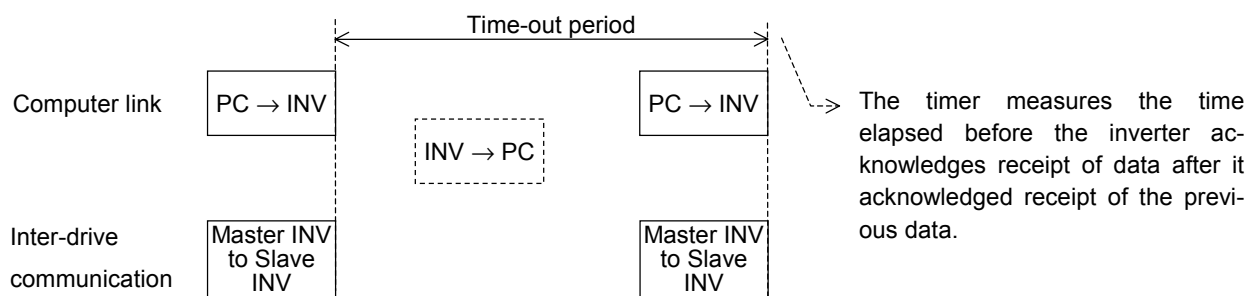 Time-out period
Computer link
PC → INV
PC → INV
INV → PC
The timer measures the time
elapsed before the inverter ac-
knowledges receipt of data after it
acknowledged receipt of the previ-
ous data.
Inter-drive
communication
Master INV
to Slave
INV
Master INV
to Slave
INV